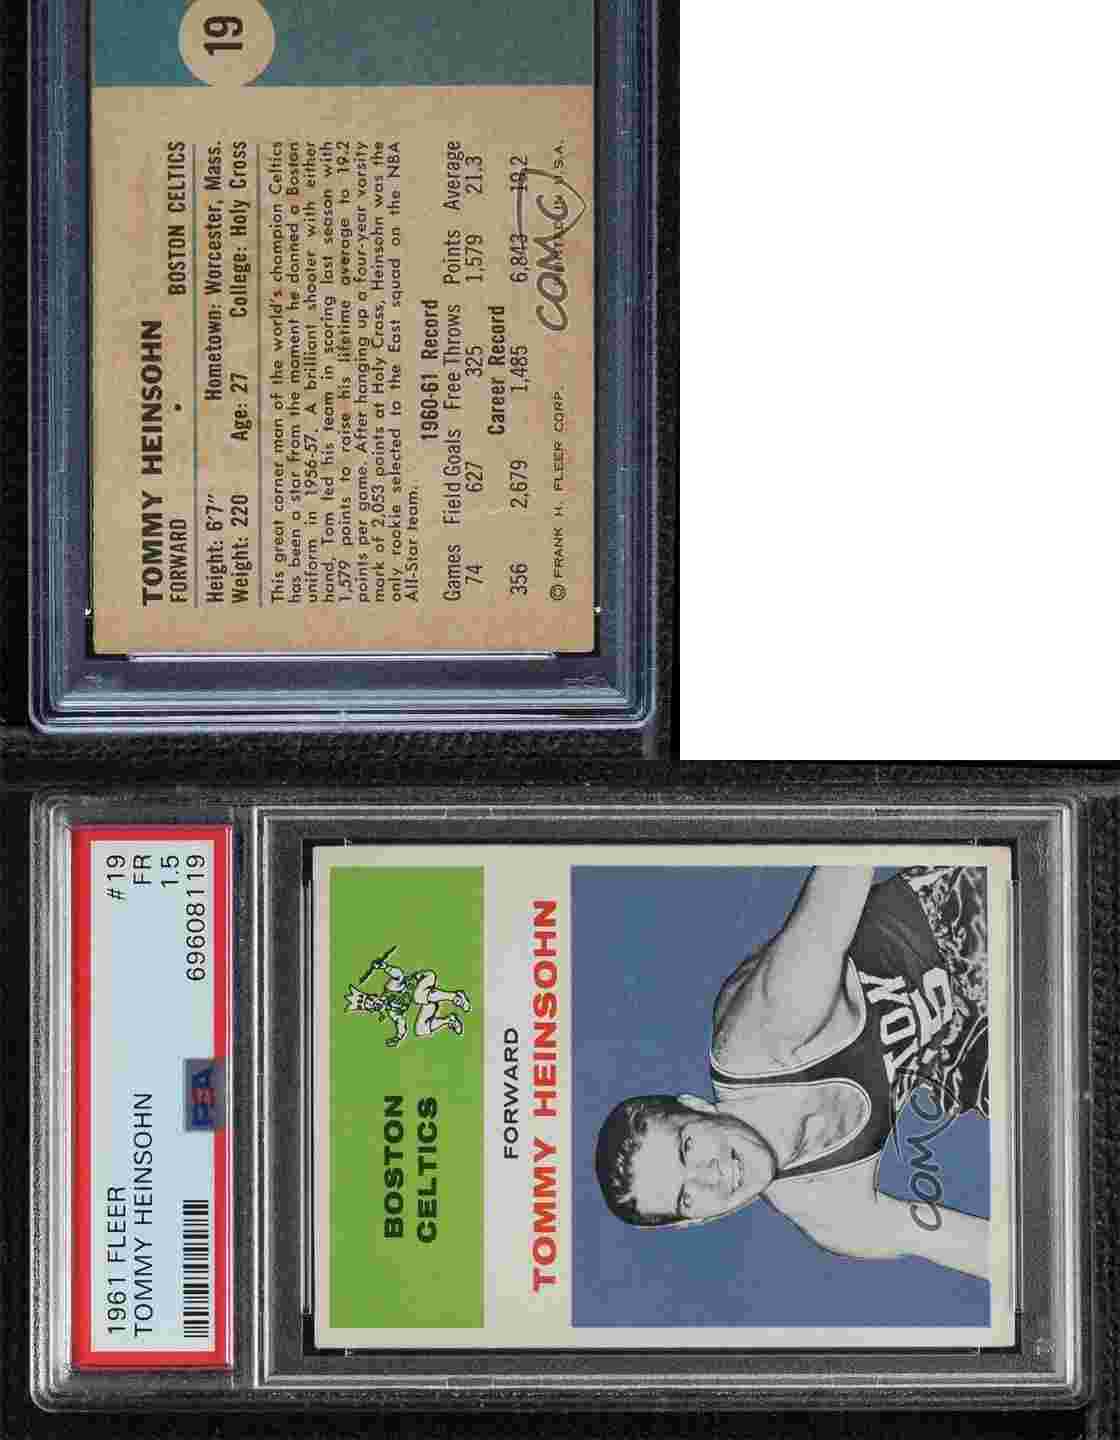 19
TOMMY HEINSOHN
FORWARD • BOSTON CELTICS
Height: 6'7" Hometown: Worcester, Mass.
Weight: 220 Age: 27 College: Holy Cross
This great corner man of the world's champion Celtics
has been a star from the moment he donned a Boston
uniform in 1956-57. A brilliant shooter with either
hand, Tom led his team in scoring last season with
1,579 points to raise his lifetime average to 19.2
points per game. After hanging up a four-year varsity
mark of 2,053 points at Holy Cross, Heinsohn was the
only rookie selected to the East squad on the NBA
All-Star team.
1960-61 Record
Games Field Goals Free Throws Points Average
74 627 325 1,579 21.3
Career Record
356 2,679 1,485 6,843 19.2
© FRANK H. FLEER CORP. U.S.A.
COMC
1961 FLEER #19
TOMMY HEINSOHN FR
1.5
PSA 69608119
BOSTON
CELTICS
FORWARD
TOMMY HEINSOHN
TON
15
COMC